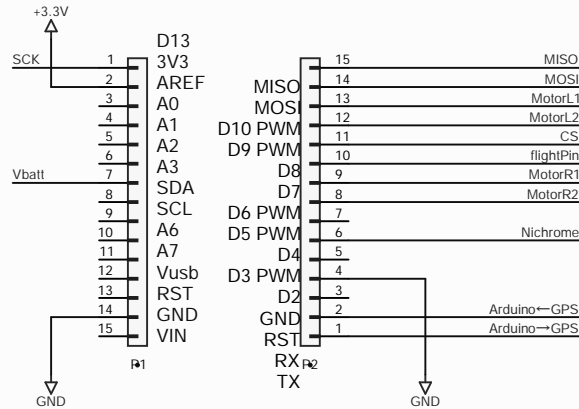 +3.3V
SCK
Vbatt
GND
1
2
3
4
5
6
7
8
9
10
11
12
13
14
15
D13
3V3
AREF
A0
A1
A2
A3
SDA
SCL
A6
A7
Vusb
RST
GND
VIN
P1
MISO
MOSI
D10 PWM
D9 PWM
D8
D7
D6 PWM
D5 PWM
D4
D3 PWM
D2
GND
RST
RX
TX
P2
15
14
13
12
11
10
9
8
7
6
5
4
3
2
1
MISO
MOSI
MotorL1
MotorL2
CS
flightPin
MotorR1
MotorR2
Nichrome
Arduino←GPS
Arduino→GPS
GND